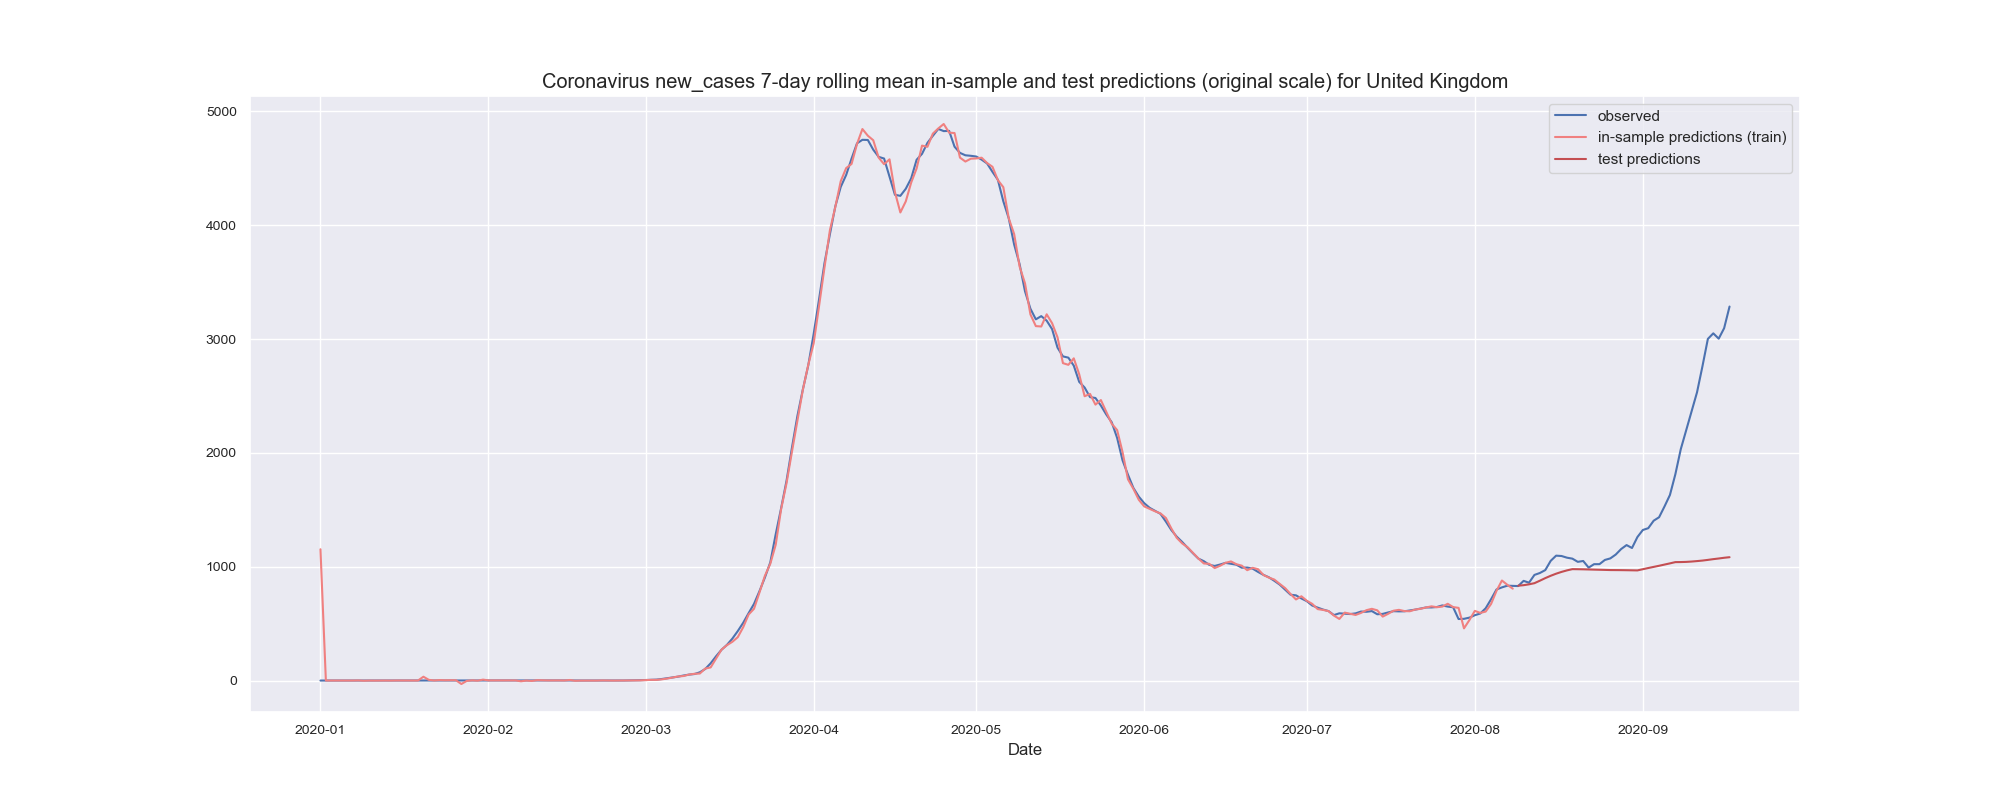 Coronavirus new_cases 7-day rolling mean in-sample and test predictions (original scale) for United Kingdom
observed
in-sample predictions (train)
test predictions
5000
4000
3000
2000
1000
0
2020-01 2020-02 2020-03 2020-04 2020-05 2020-06 2020-07 2020-08 2020-09
Date